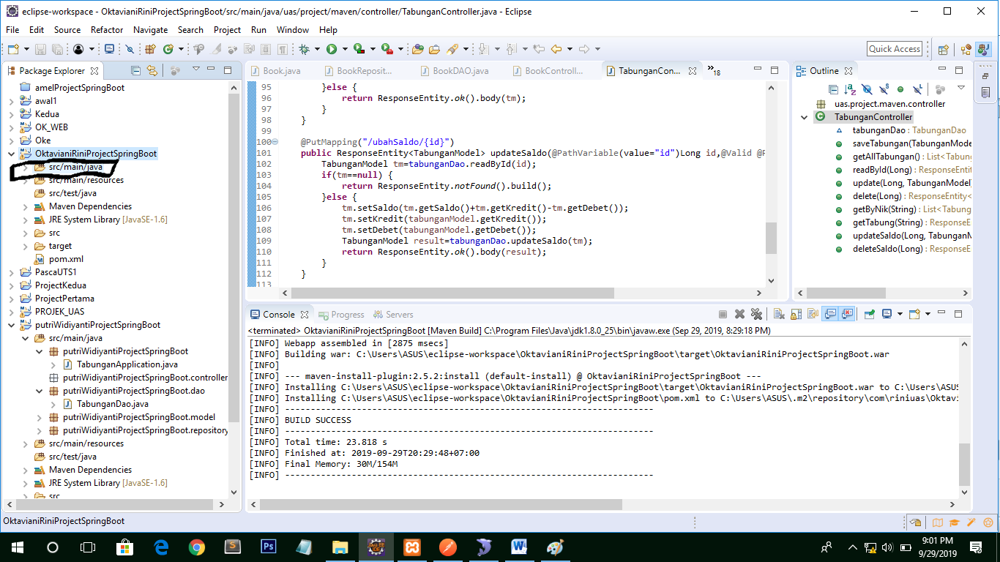 eclipse-workspace - OktavianiRiniProjectSpringBoot/src/main/java/uas/project/maven/controller/TabunganController.java - Eclipse
File Edit Source Refactor Navigate Search Project Run Window Help
Quick Access
Package Explorer
amelProjectSpringBoot
awal1
Kedua
OK_WEB
Oke
OktavianiRiniProjectSpringBoot
src/main/java
src/main/resources
src/test/java
Maven Dependencies
JRE System Library [JavaSE-1.6]
src
target
pom.xml
PascaUTS1
ProjectKedua
ProjectPertama
PROJEK_UAS
putriWidiyantiProjectSpringBoot
src/main/java
putriWidiyantiProjectSpringBoot
TabunganApplication.java
putriWidiyantiProjectSpringBoot.controller
putriWidiyantiProjectSpringBoot.dao
TabunganDao.java
putriWidiyantiProjectSpringBoot.model
putriWidiyantiProjectSpringBoot.repository
src/main/resources
src/test/java
Maven Dependencies
JRE System Library [JavaSE-1.6]
src
Book.java BookReposit... BookDAO.java BookControll... TabunganCon... »18
95 }else {
96 return ResponseEntity.ok().body(tm);
97 }
98 }
99
100 @PutMapping("/ubahSaldo/{id}")
101 public ResponseEntity<TabunganModel> updateSaldo(@PathVariable(value="id")Long id,@Valid @R
102 TabunganModel tm=tabunganDao.readById(id);
103 if(tm==null) {
104 return ResponseEntity.notFound().build();
105 }else {
106 tm.setSaldo(tm.getSaldo()+tm.getKredit()-tm.getDebet());
107 tm.setKredit(tabunganModel.getKredit());
108 tm.setDebet(tabunganModel.getDebet());
109 TabunganModel result=tabunganDao.updateSaldo(tm);
110 return ResponseEntity.ok().body(result);
111 }
112 }
113
Outline
uas.project.maven.controller
TabunganController
tabunganDao : TabunganDao
saveTabungan(TabunganMode
getAllTabungan() : List<Tabung
readById(Long) : ResponseEntity
update(Long, TabunganModel)
delete(Long) : ResponseEntity<
getByNik(String) : List<Tabung
getTabung(String) : ResponseE
updateSaldo(Long, TabunganM
deleteSaldo(Long) : ResponseE
Console Progress Servers
<terminated> OktavianiRiniProjectSpringBoot [Maven Build] C:\Program Files\Java\jdk1.8.0_25\bin\javaw.exe (Sep 29, 2019, 8:29:18 PM)
[INFO] Webapp assembled in [2875 msecs]
[INFO] Building war: C:\Users\ASUS\eclipse-workspace\OktavianiRiniProjectSpringBoot\target\OktavianiRiniProjectSpringBoot.war
[INFO]
[INFO] --- maven-install-plugin:2.5.2:install (default-install) @ OktavianiRiniProjectSpringBoot ---
[INFO] Installing C:\Users\ASUS\eclipse-workspace\OktavianiRiniProjectSpringBoot\target\OktavianiRiniProjectSpringBoot.war to C:\Users\ASUS
[INFO] Installing C:\Users\ASUS\eclipse-workspace\OktavianiRiniProjectSpringBoot\pom.xml to C:\Users\ASUS\.m2\repository\com\riniuas\Oktavi
[INFO] ------------------------------------------------------------------------
[INFO] BUILD SUCCESS
[INFO] ------------------------------------------------------------------------
[INFO] Total time: 23.818 s
[INFO] Finished at: 2019-09-29T20:29:48+07:00
[INFO] Final Memory: 30M/154M
[INFO] ------------------------------------------------------------------------
OktavianiRiniProjectSpringBoot
9:01 PM
9/29/2019